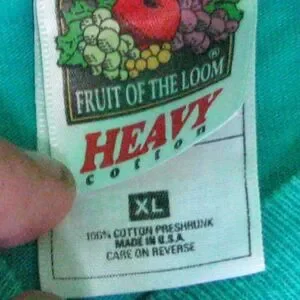 FRUIT OF THE LOOM®
HEAVY
cotton
XL
100% COTTON PRESHRUNK
MADE IN U.S.A.
CARE ON REVERSE